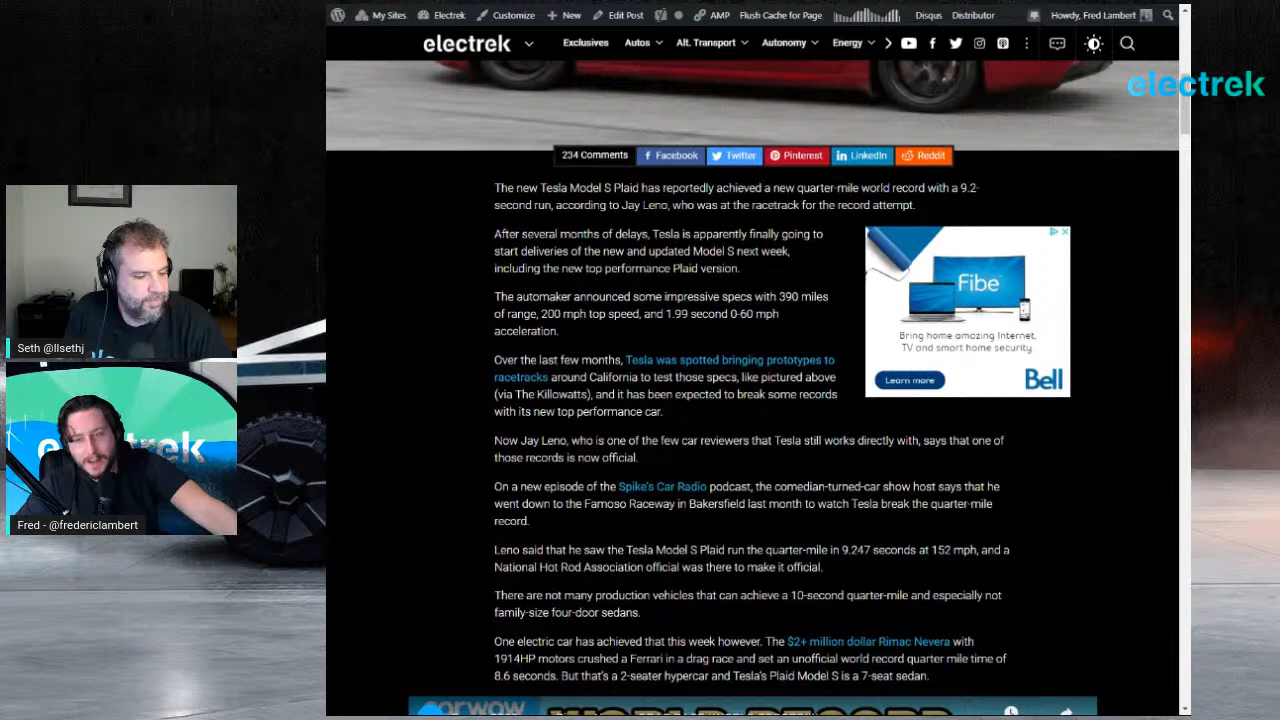 My Sites Electrek Customize New Edit Post AMP Flush Cache for Page Disqus Distributor Howdy, Fred Lambert
electrek Exclusives Autos Alt. Transport Autonomy Energy
electrek
234 Comments Facebook Twitter Pinterest LinkedIn Reddit
The new Tesla Model S Plaid has reportedly achieved a new quarter-mile world record with a 9.2-
second run, according to Jay Leno, who was at the racetrack for the record attempt.
After several months of delays, Tesla is apparently finally going to
start deliveries of the new and updated Model S next week,
including the new top performance Plaid version.
The automaker announced some impressive specs with 390 miles
of range, 200 mph top speed, and 1.99 second 0-60 mph
acceleration.
Over the last few months, Tesla was spotted bringing prototypes to
racetracks around California to test those specs, like pictured above
(via The Killowatts), and it has been expected to break some records
with its new top performance car.
Fibe
Bring home amazing Internet,
TV and smart home security.
Learn more Bell
Now Jay Leno, who is one of the few car reviewers that Tesla still works directly with, says that one of
those records is now official.
On a new episode of the Spike's Car Radio podcast, the comedian-turned-car show host says that he
went down to the Famoso Raceway in Bakersfield last month to watch Tesla break the quarter-mile
record.
Leno said that he saw the Tesla Model S Plaid run the quarter-mile in 9.247 seconds at 152 mph, and a
National Hot Rod Association official was there to make it official.
There are not many production vehicles that can achieve a 10-second quarter-mile and especially not
family-size four-door sedans.
One electric car has achieved that this week however. The $2+ million dollar Rimac Nevera with
1914HP motors crushed a Ferrari in a drag race and set an unofficial world record quarter mile time of
8.6 seconds. But that's a 2-seater hypercar and Tesla's Plaid Model S is a 7-seat sedan.
carwow
Seth @llsethj
Fred - @fredericlambert